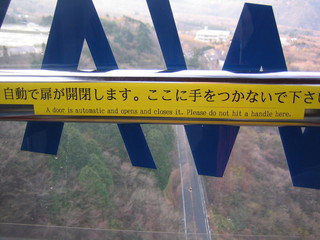 自動で扉が開閉します。ここに手をつかないで下さい
A door is automatic and opens and closes it. Please do not hit a handle here.